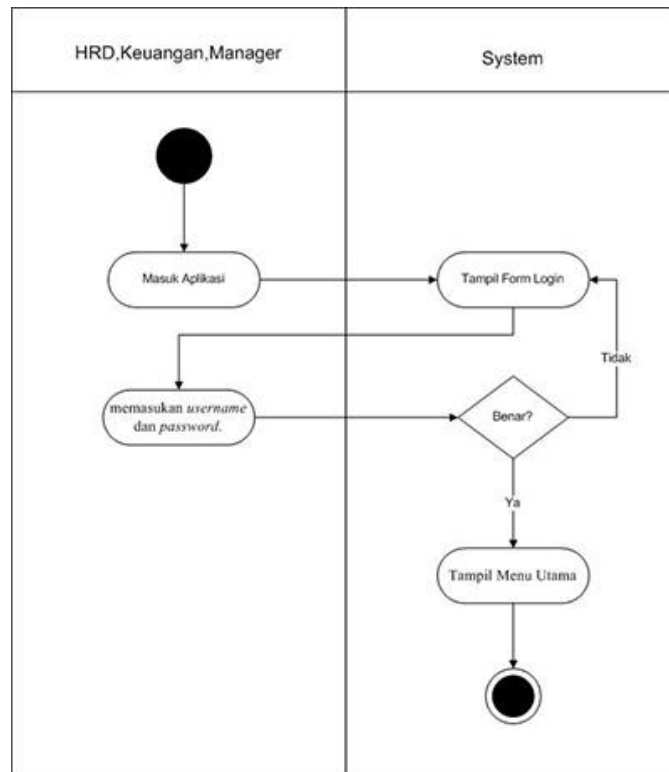 HRD,Keuangan,Manager
System
Masuk Aplikasi
Tampil Form Login
Tidak
memasukan username
dan password.
Benar?
Ya
Tampil Menu Utama